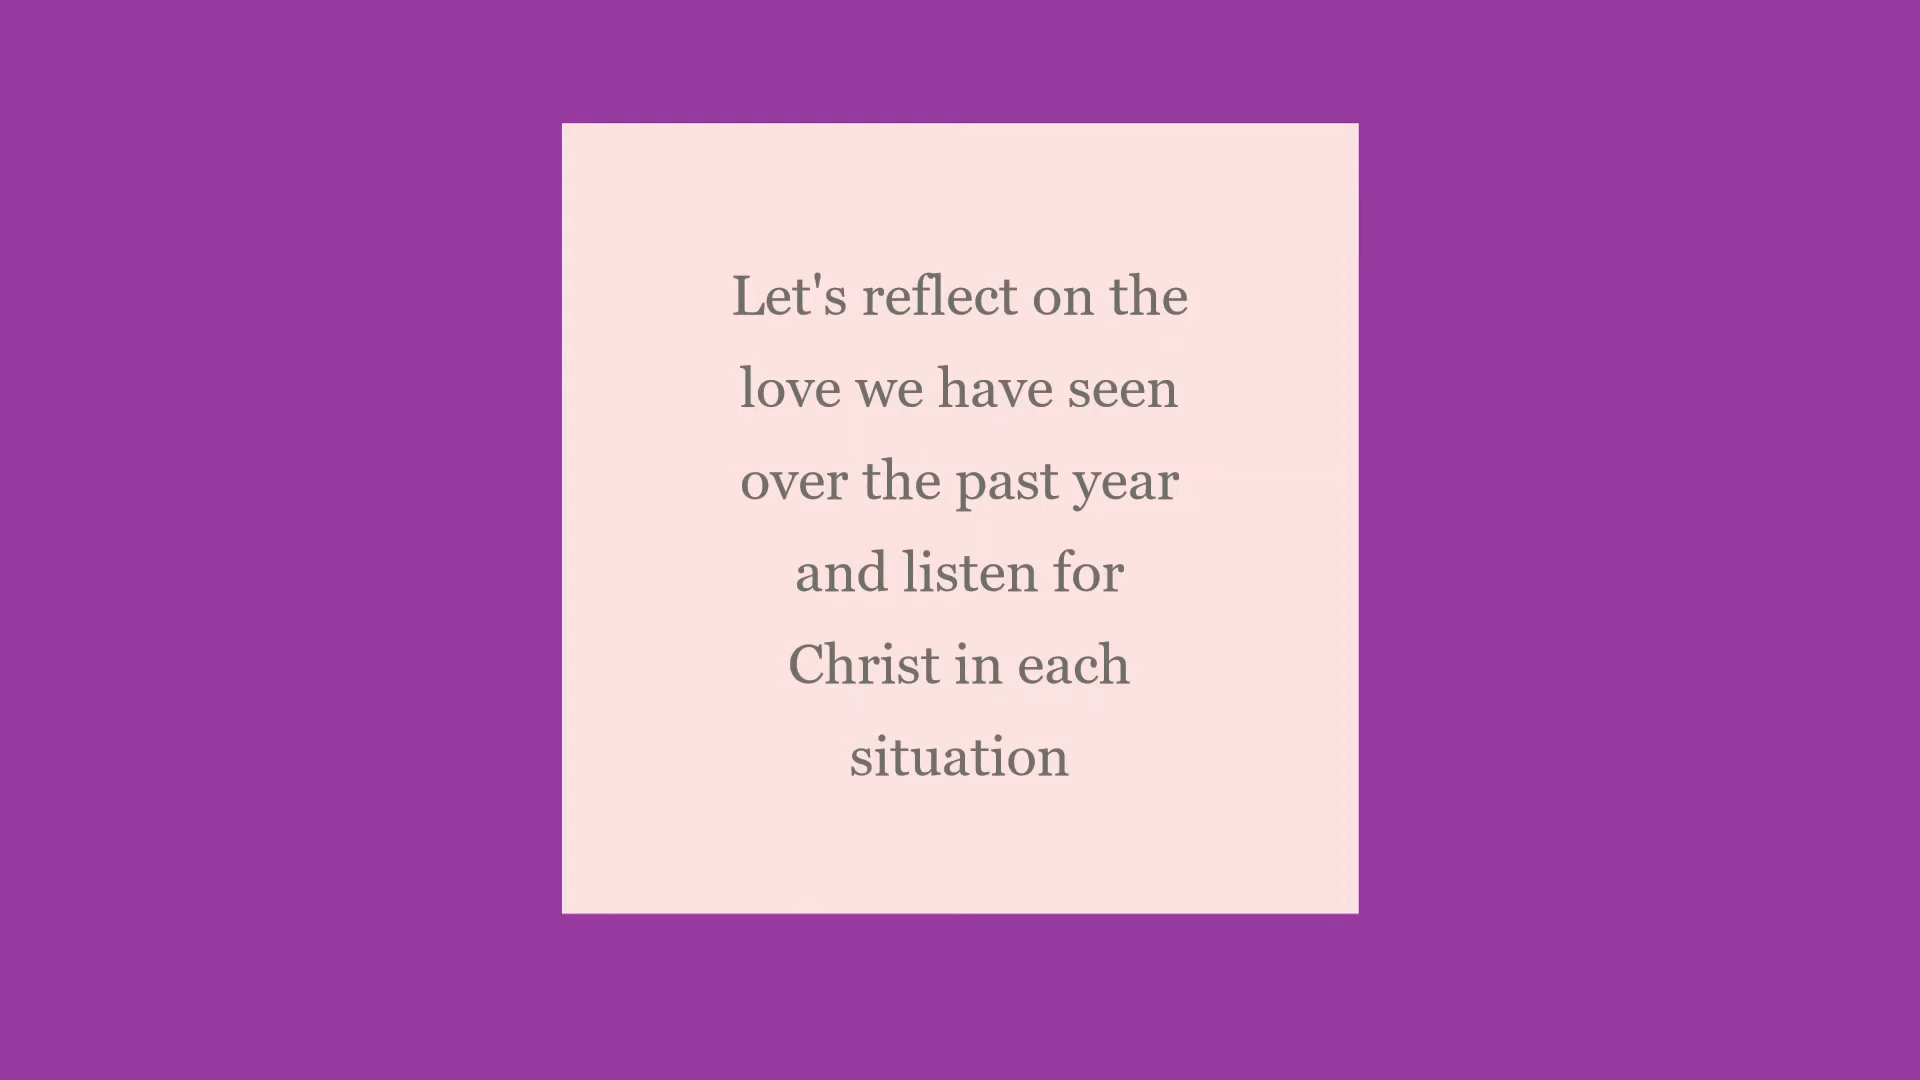 Let's reflect on the
love we have seen
over the past year
and listen for
Christ in each
situation